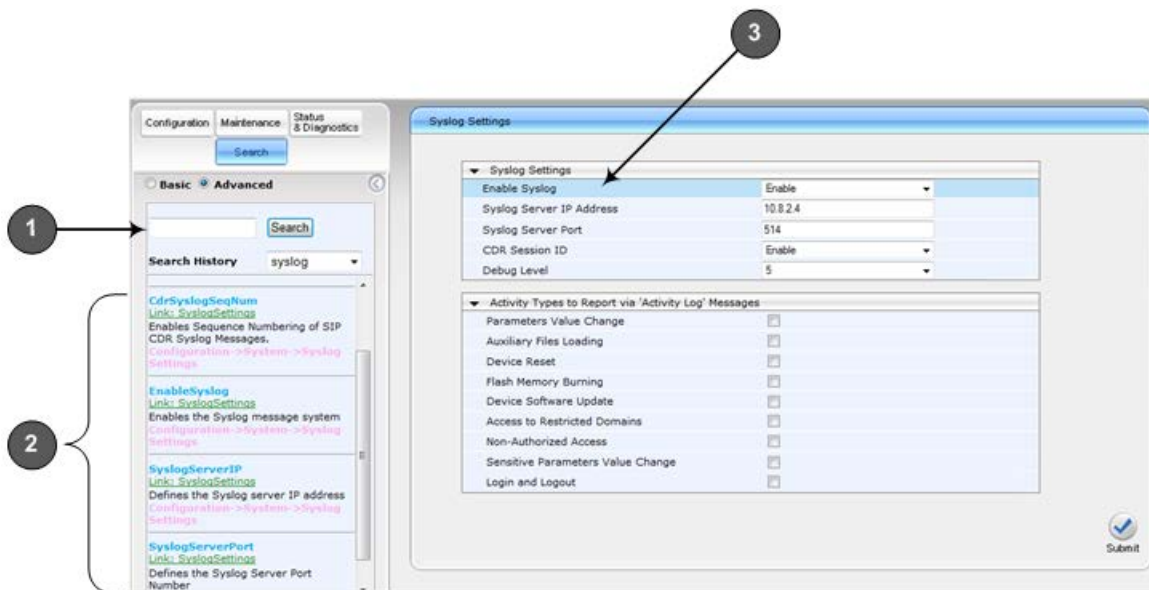 3
Configuration Maintenance Status & Diagnostics
Search
Basic Advanced
1
Search
Search History syslog
2
CdrSyslogSeqNum
Link: SyslogSettings
Enables Sequence Numbering of SIP
CDR Syslog Messages.
Configuration->System->Syslog
Settings
EnableSyslog
Link: SyslogSettings
Enables the Syslog message system
Configuration->System->Syslog
Settings
SyslogServerIP
Link: SyslogSettings
Defines the Syslog server IP address
Configuration->System->Syslog
Settings
SyslogServerPort
Link: SyslogSettings
Defines the Syslog Server Port
Number
Syslog Settings
Syslog Settings
Enable Syslog Enable
Syslog Server IP Address 10.8.2.4
Syslog Server Port 514
CDR Session ID Enable
Debug Level 5
Activity Types to Report via 'Activity Log' Messages
Parameters Value Change
Auxiliary Files Loading
Device Reset
Flash Memory Burning
Device Software Update
Access to Restricted Domains
Non-Authorized Access
Sensitive Parameters Value Change
Login and Logout
Submit